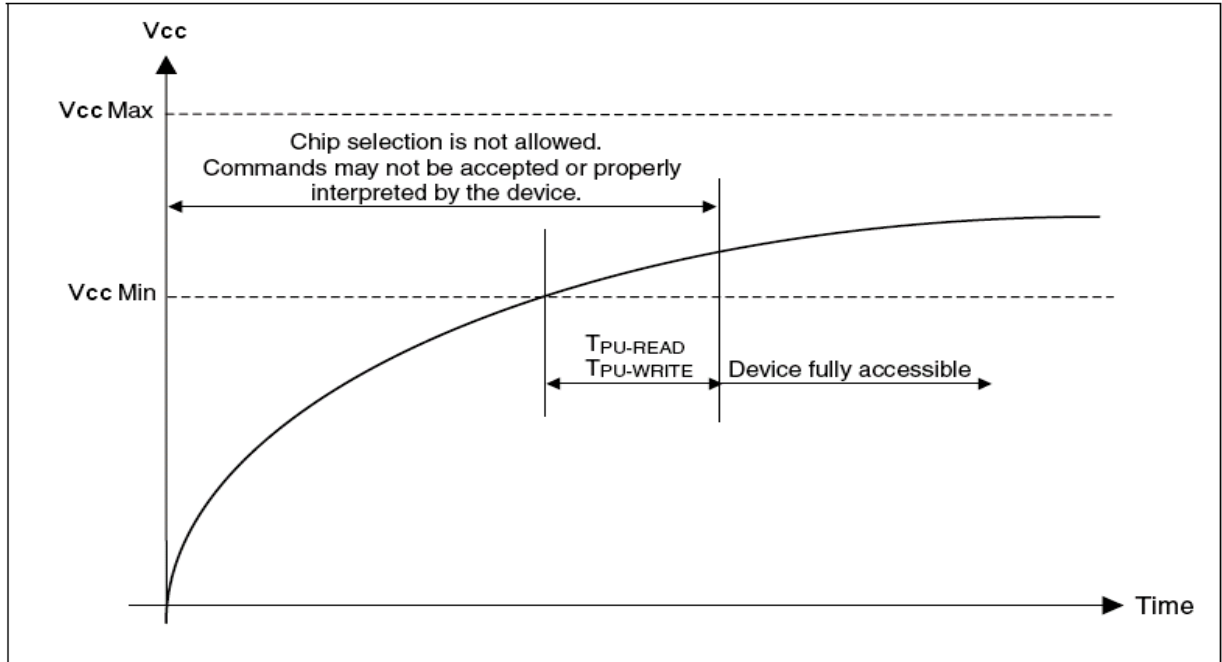 Vcc
Vcc Max
Chip selection is not allowed.
Commands may not be accepted or properly
interpreted by the device.
Vcc Min
TPU-READ
TPU-WRITE
Device fully accessible
Time